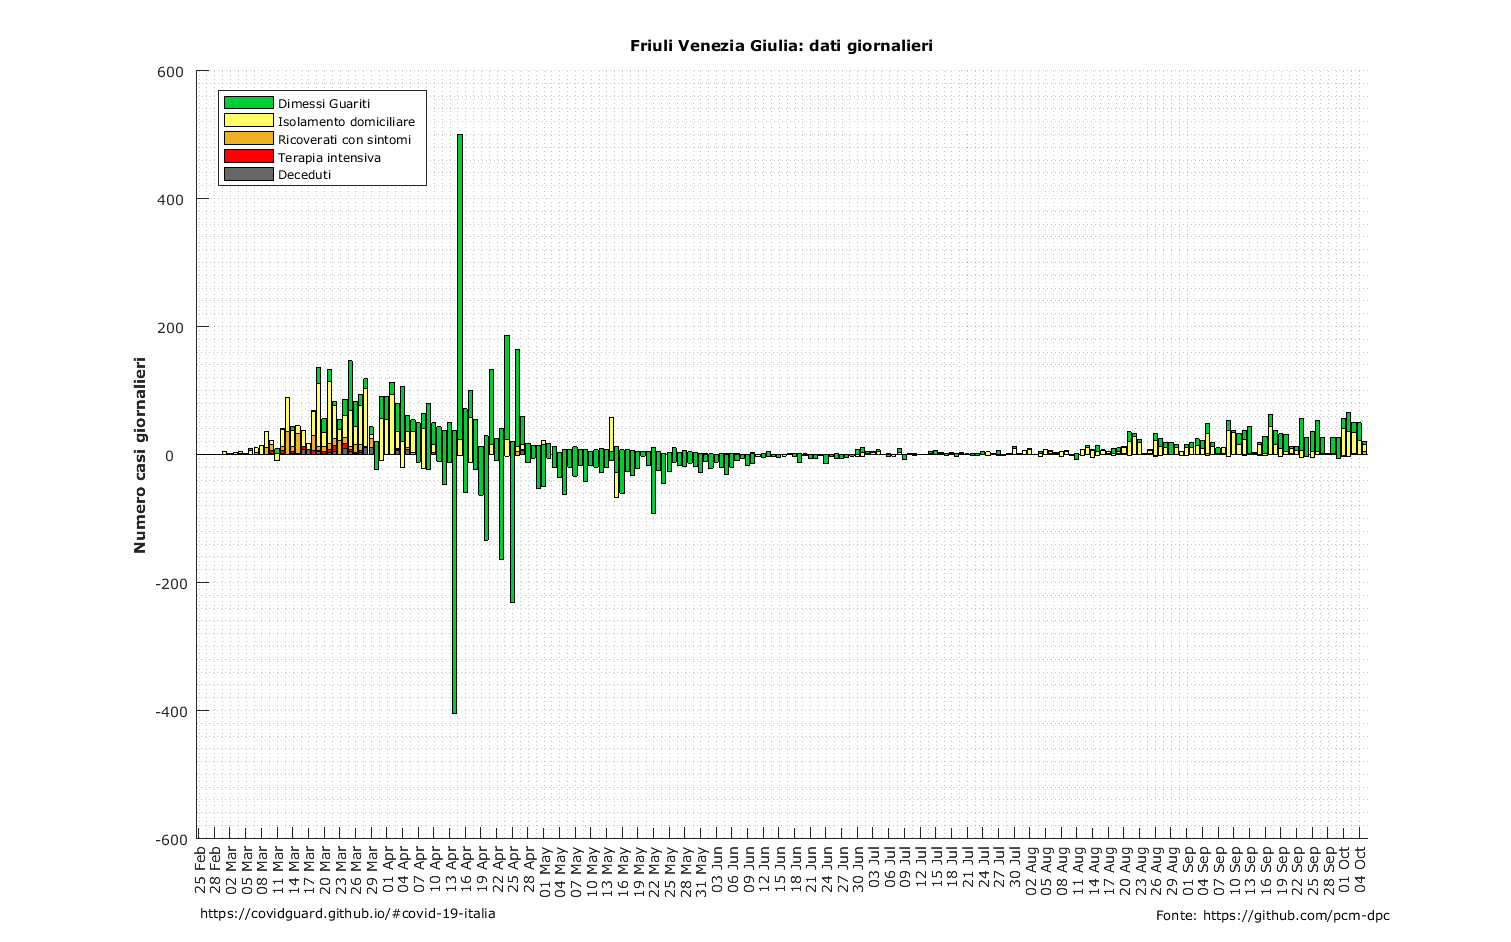 Friuli Venezia Giulia: dati giornalieri
600
400
200
0
-200
-400
-600
Numero casi giornalieri
Dimessi Guariti
Isolamento domiciliare
Ricoverati con sintomi
Terapia intensiva
Deceduti
25 Feb
28 Feb
02 Mar
05 Mar
08 Mar
11 Mar
14 Mar
17 Mar
20 Mar
23 Mar
26 Mar
29 Mar
01 Apr
04 Apr
07 Apr
10 Apr
13 Apr
16 Apr
19 Apr
22 Apr
25 Apr
28 Apr
01 May
04 May
07 May
10 May
13 May
16 May
19 May
22 May
25 May
28 May
31 May
03 Jun
06 Jun
09 Jun
12 Jun
15 Jun
18 Jun
21 Jun
24 Jun
27 Jun
30 Jun
03 Jul
06 Jul
09 Jul
12 Jul
15 Jul
18 Jul
21 Jul
24 Jul
27 Jul
30 Jul
02 Aug
05 Aug
08 Aug
11 Aug
14 Aug
17 Aug
20 Aug
23 Aug
26 Aug
29 Aug
01 Sep
04 Sep
07 Sep
10 Sep
13 Sep
16 Sep
19 Sep
22 Sep
25 Sep
28 Sep
01 Oct
04 Oct
https://covidguard.github.io/#covid-19-italia
Fonte: https://github.com/pcm-dpc